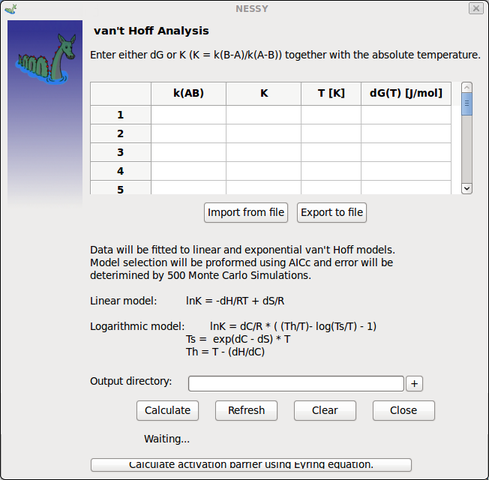 NESSY
van't Hoff Analysis
Enter either dG or K (K = k(B-A)/k(A-B)) together with the absolute temperature.
k(AB) K T [K] dG(T) [J/mol]
1
2
3
4
5
Import from file Export to file
Data will be fitted to linear and exponential van't Hoff models.
Model selection will be proformed using AICc and error will be
deterimined by 500 Monte Carlo Simulations.
Linear model: lnK = -dH/RT + dS/R
Logarithmic model: lnK = dC/R * ( (Th/T)- log(Ts/T) - 1)
Ts = exp(dC - dS) * T
Th = T - (dH/dC)
Output directory: +
Calculate Refresh Clear Close
Waiting...
Calculate activation barrier using Eyring equation.